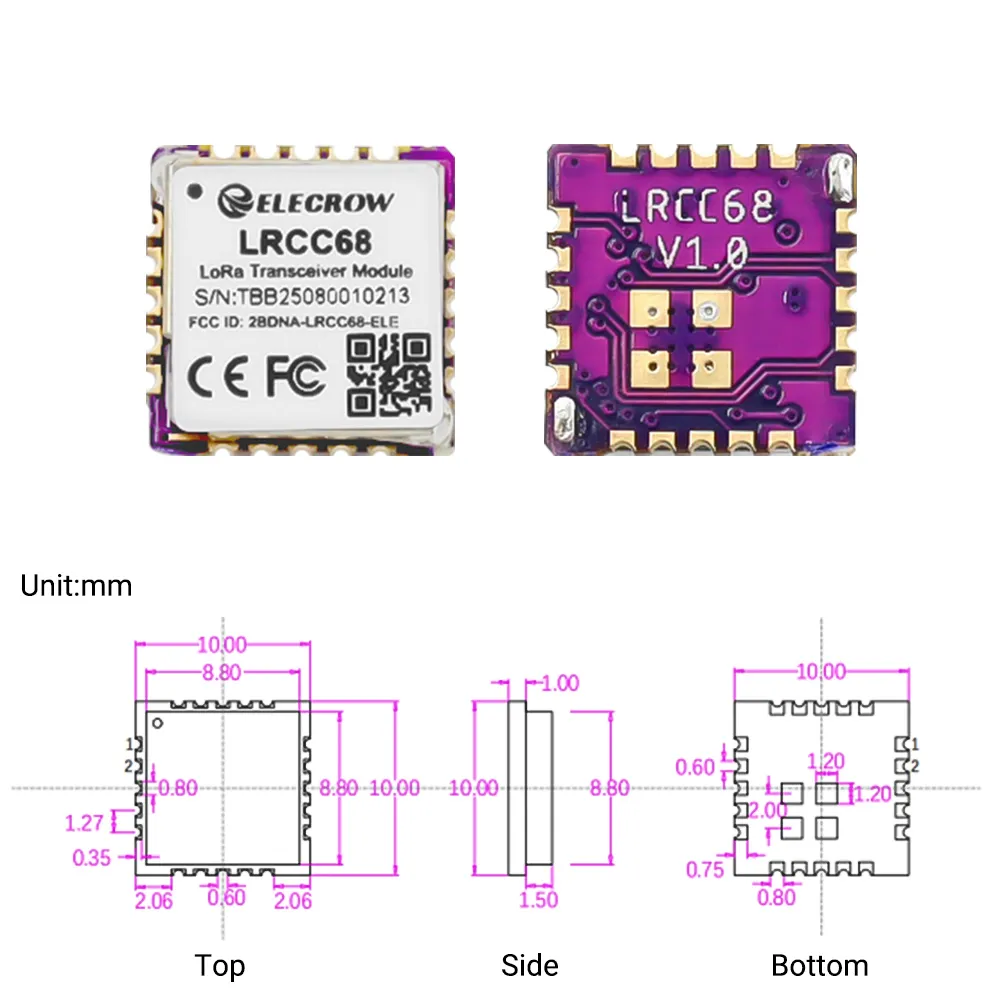 ELECROW
LRCC68
LoRa Transceiver Module
S/N:TBB25080010213
FCC ID: 2BDNA-LRCC68-ELE
CE FC
LRCC68
V1.0
Unit:mm
10.00
8.80
1
2
0.80
8.80
10.00
1.27
0.35
2.06
0.60
2.06
Top
1.00
10.00
8.80
1.50
Side
10.00
1
2
0.60
1.20
1.20
2.00
0.75
0.80
Bottom